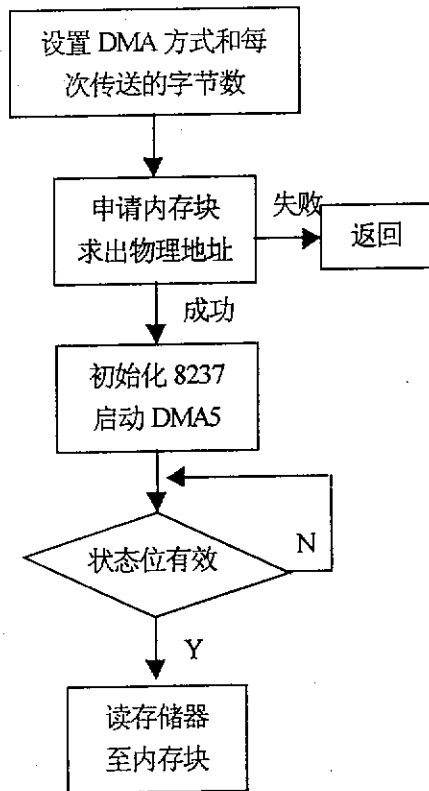 设置 DMA 方式和每
次传送的字节数
申请内存块
求出物理地址
失败
返回
成功
初始化 8237
启动 DMA5
状态位有效
N
Y
读存储器
至内存块